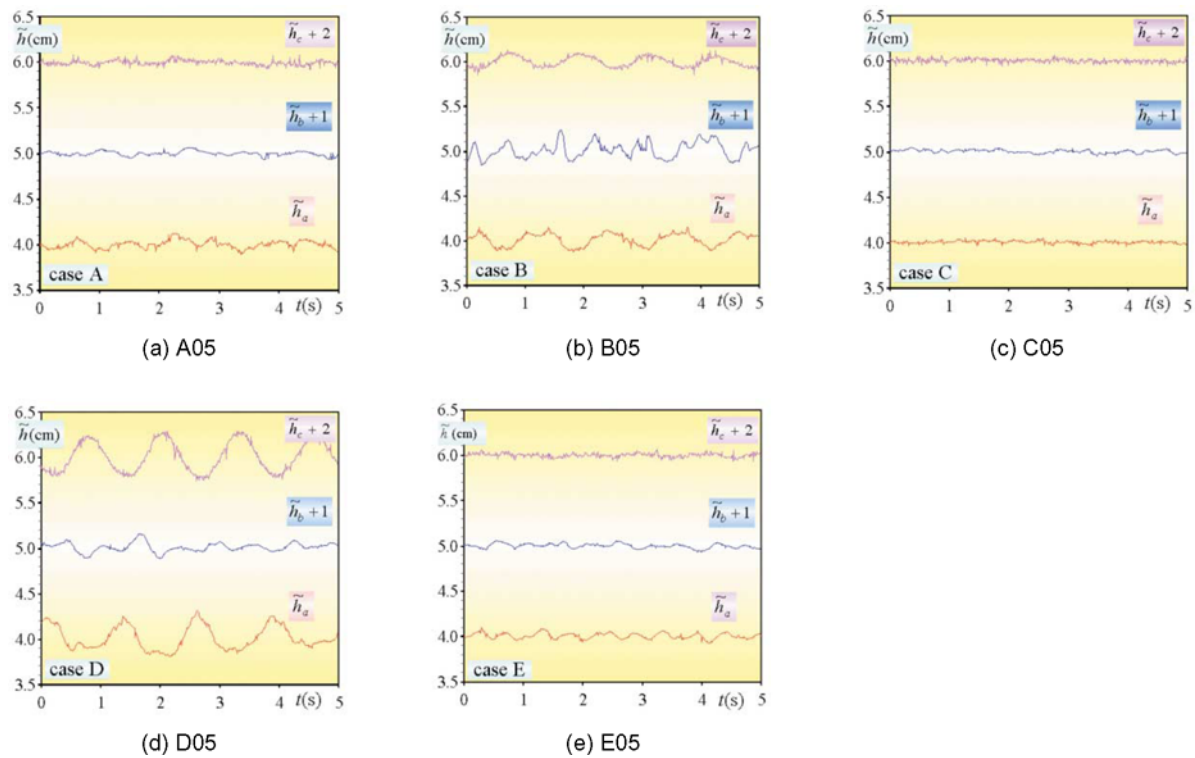 6.5
h̃(cm)
h̃c + 2
6.0
5.5
h̃b + 1
5.0
4.5
h̃a
4.0
case A
3.5
0 1 2 3 4 t(s) 5
(a) A05
6.5
h̃(cm)
h̃c + 2
6.0
5.5
h̃b + 1
5.0
4.5
h̃a
4.0
case B
3.5
0 1 2 3 4 t(s) 5
(b) B05
6.5
h̃(cm)
h̃c + 2
6.0
5.5
h̃b + 1
5.0
4.5
h̃a
4.0
case C
3.5
0 1 2 3 4 t(s) 5
(c) C05
6.5
h̃(cm)
h̃c + 2
6.0
5.5
h̃b + 1
5.0
4.5
h̃a
4.0
case D
3.5
0 1 2 3 4 t(s) 5
(d) D05
6.5
h̃ (cm)
h̃c + 2
6.0
5.5
h̃b + 1
5.0
4.5
h̃a
4.0
case E
3.5
0 1 2 3 4 t(s) 5
(e) E05